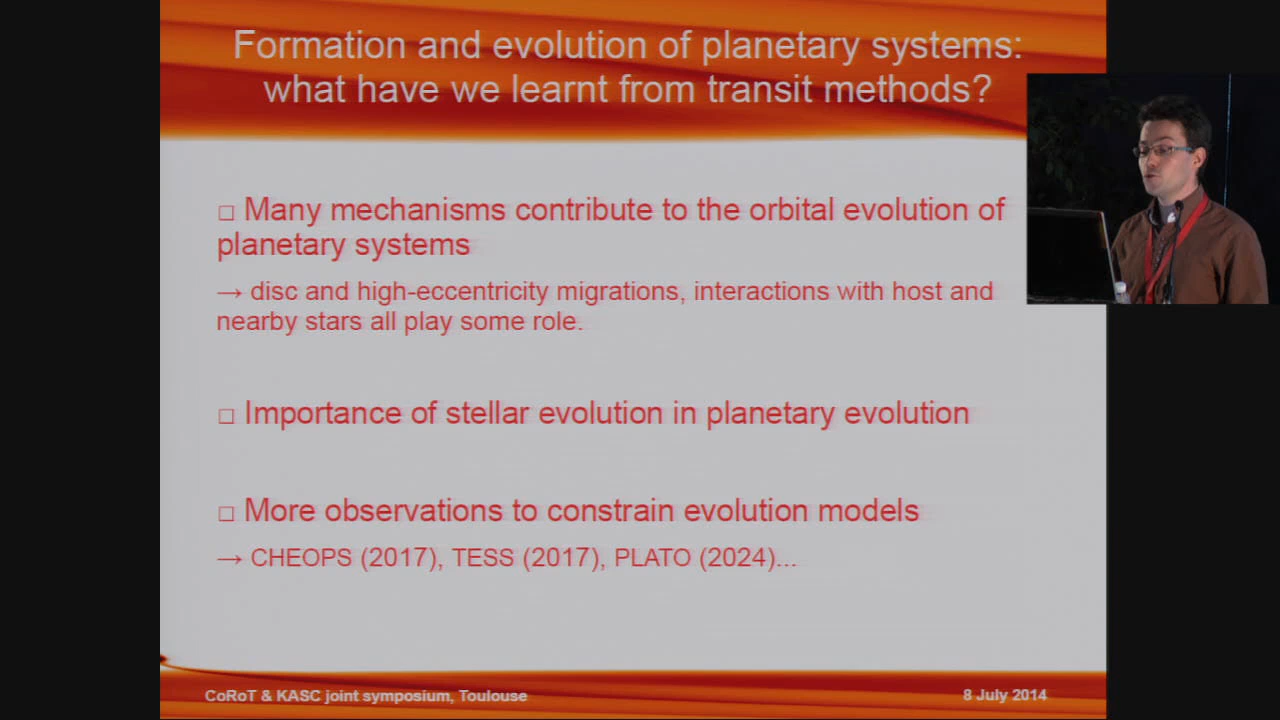 Formation and evolution of planetary systems:
what have we learnt from transit methods?
□ Many mechanisms contribute to the orbital evolution of
planetary systems
→ disc and high-eccentricity migrations, interactions with host and
nearby stars all play some role.
□ Importance of stellar evolution in planetary evolution
□ More observations to constrain evolution models
→ CHEOPS (2017), TESS (2017), PLATO (2024)...
CoRoT & KASC joint symposium, Toulouse
8 July 2014